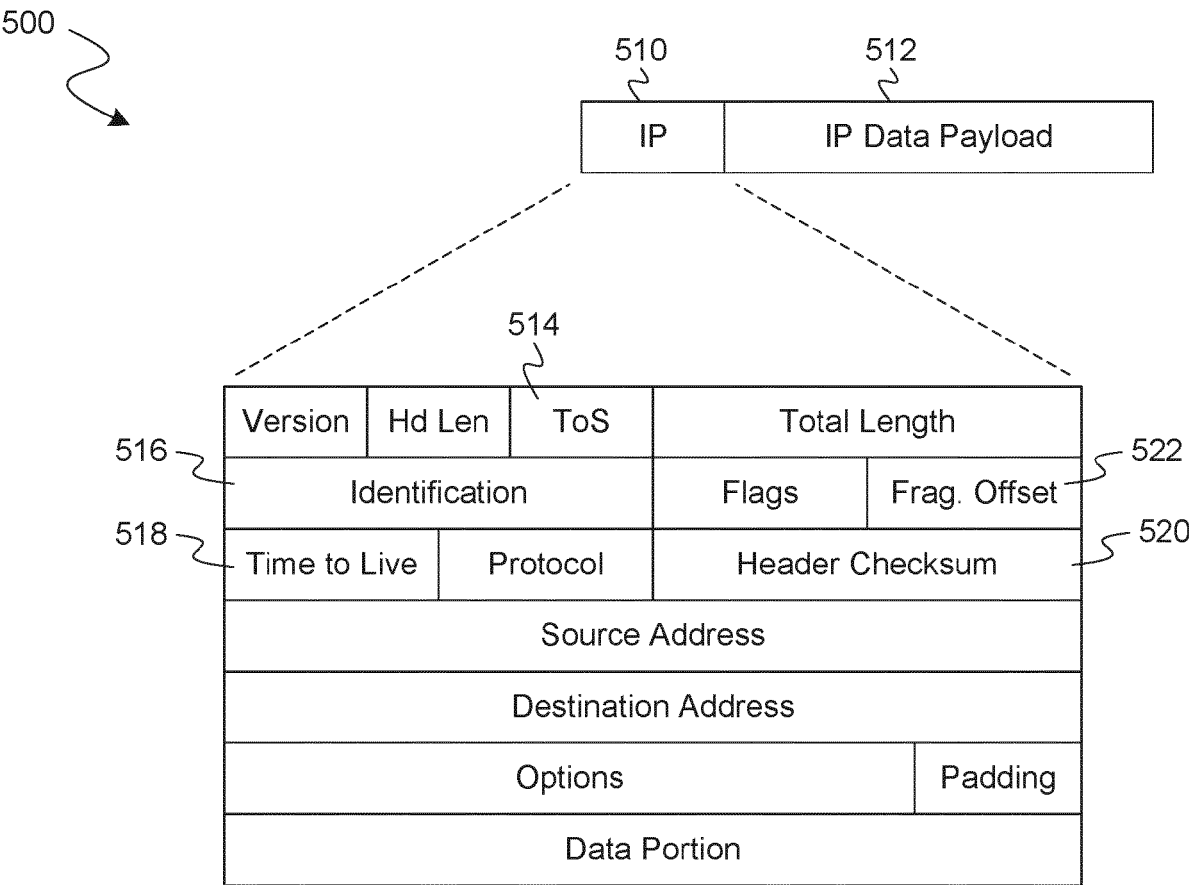 500
510
512
IP
IP Data Payload
514
Version
Hd Len
ToS
Total Length
516
Identification
Flags
Frag. Offset
522
518
Time to Live
Protocol
Header Checksum
520
Source Address
Destination Address
Options
Padding
Data Portion